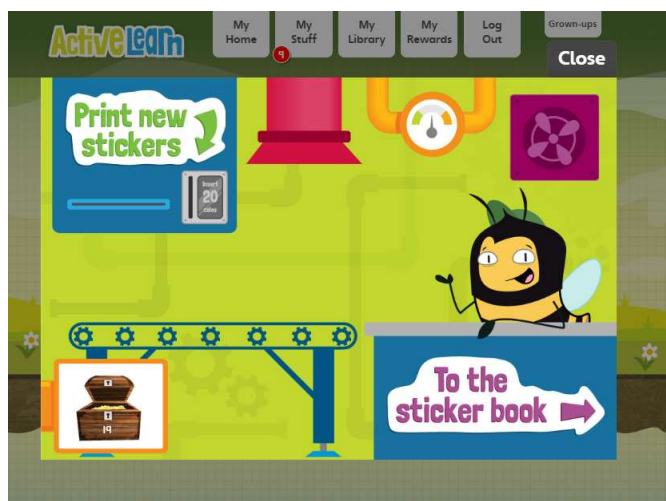 ActiveLearn
My
Home
My
Stuff
9
My
Library
My
Rewards
Log
Out
Grown-ups
Close
Print new
stickers
Insert
20
coins
19
To the
sticker book